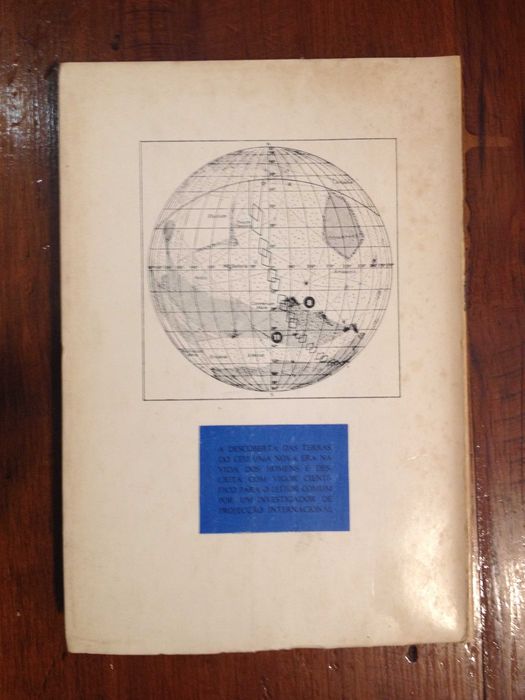 A DESCOBERTA DAS TERRAS
DO CÉU UMA NOVA ERA NA
VIDA DOS HOMENS É DES-
CRITA COM VIGOR CIENTÍ-
FICO PARA O LEITOR COMUM
POR UM INVESTIGADOR DE
PROJECÇÃO INTERNACIONAL